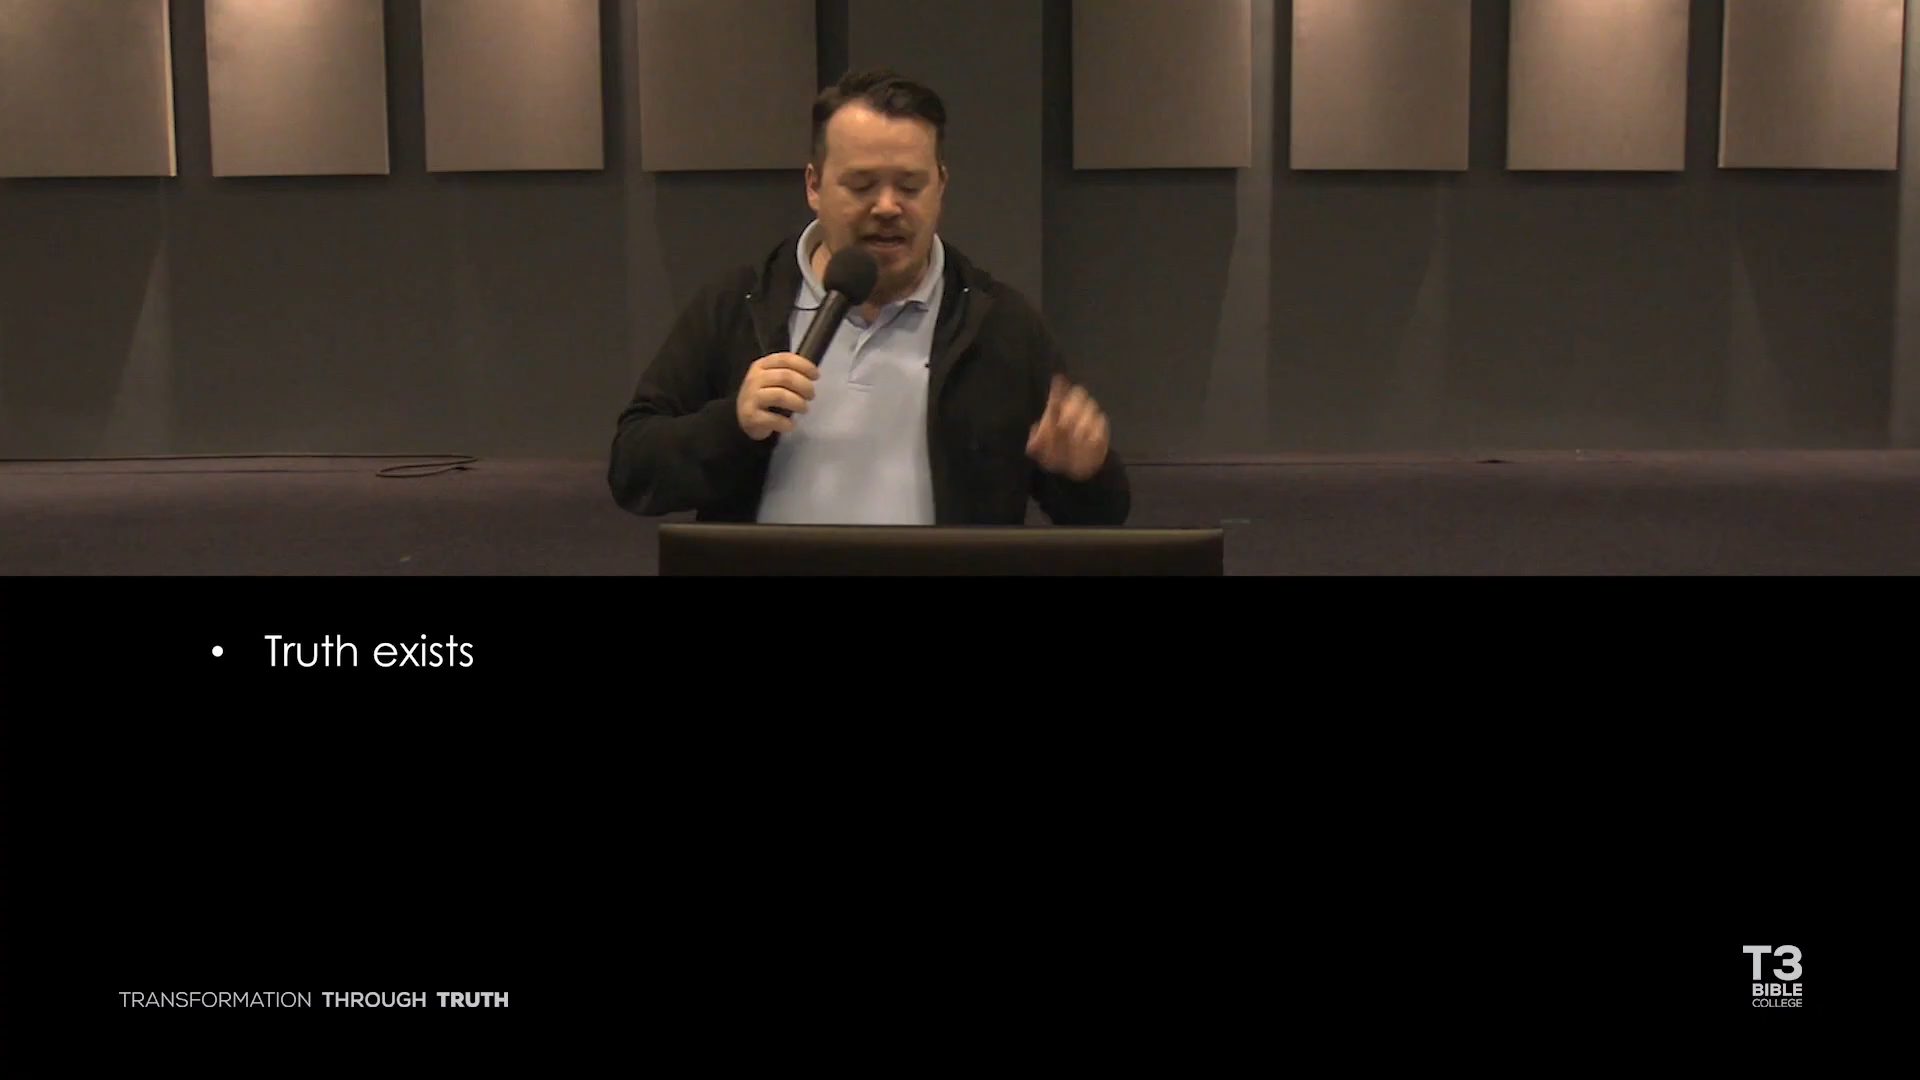 • Truth exists
TRANSFORMATION THROUGH TRUTH
T3
BIBLE
COLLEGE